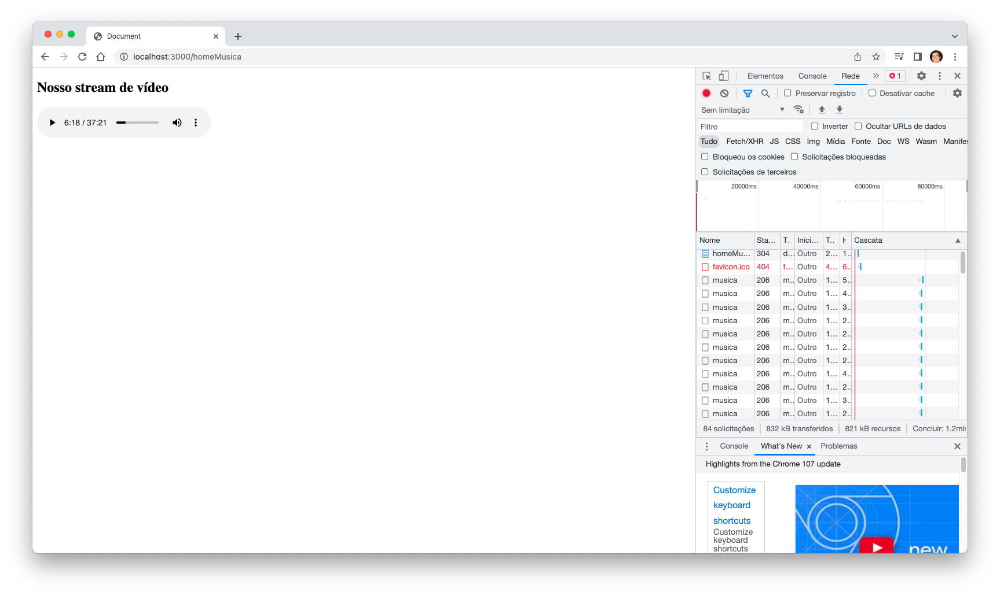 Document
localhost:3000/homeMusica
Nosso stream de vídeo
6:18 / 37:21
Elementos Console Rede 1
Preservar registro Desativar cache
Sem limitação
Filtro Inverter Ocultar URLs de dados
Tudo Fetch/XHR JS CSS Img Mídia Fonte Doc WS Wasm Manifes
Bloqueou os cookies Solicitações bloqueadas
Solicitações de terceiros
20000ms 40000ms 60000ms 80000ms
Nome Sta... T. Inici... T.. Cascata
homeMu... 304 d... Outro 2... 1..
favicon.ico 404 t... Outro 4... 6..
musica 206 m.. Outro 1... 5..
musica 206 m.. Outro 1... 4..
musica 206 m.. Outro 1... 3..
musica 206 m.. Outro 1... 2..
musica 206 m.. Outro 1... 2..
musica 206 m.. Outro 1... 2..
musica 206 m.. Outro 1... 2..
musica 206 m.. Outro 1... 4..
musica 206 m.. Outro 1... 2..
musica 206 m.. Outro 1... 3..
musica 206 m.. Outro 1... 2..
84 solicitações 832 kB transferidos 821 kB recursos Concluir: 1.2min
Console What's New Problemas
Highlights from the Chrome 107 update
Customize
keyboard
shortcuts
Customize
keyboard
shortcuts
new